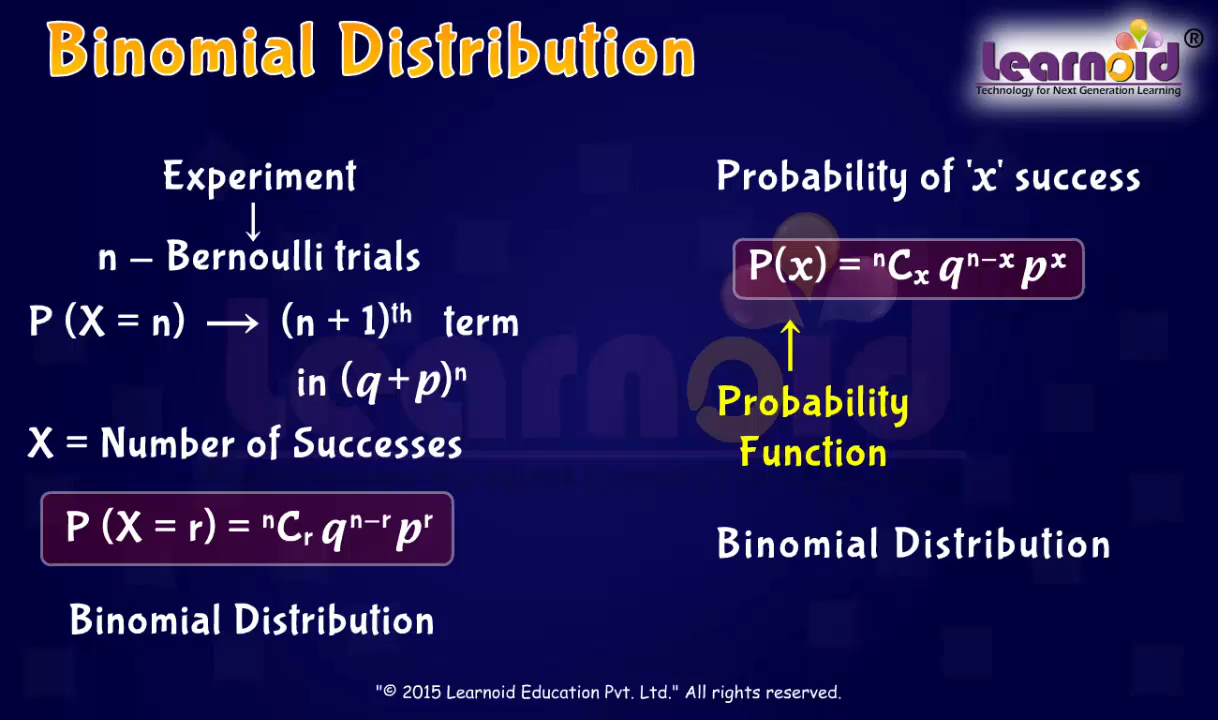 Binomial Distribution
Learnoid®
Technology for Next Generation Learning
Experiment
↓
n – Bernoulli trials
P (X = n) ⟶ (n + 1)ᵗʰ term
in (q + p)ⁿ
X = Number of Successes
P (X = r) = ⁿCᵣ qⁿ⁻ʳ pʳ
Binomial Distribution
Probability of 'x' success
P(x) = ⁿCₓ qⁿ⁻ˣ pˣ
↑
Probability
Function
Binomial Distribution
"© 2015 Learnoid Education Pvt. Ltd." All rights reserved.